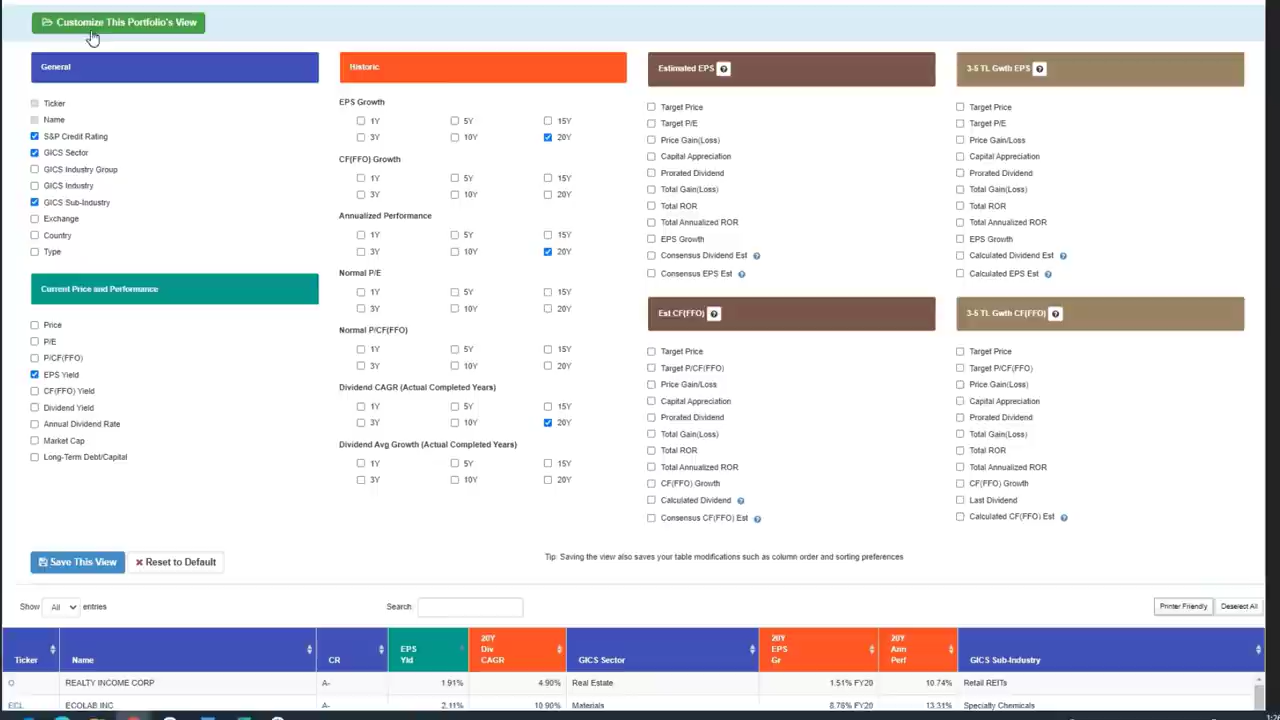 Customize This Portfolio's View
General
Ticker
Name
S&P Credit Rating
GICS Sector
GICS Industry Group
GICS Industry
GICS Sub-Industry
Exchange
Country
Type
Current Price and Performance
Price
P/E
P/CF(FFO)
EPS Yield
CF(FFO) Yield
Dividend Yield
Annual Dividend Rate
Market Cap
Long-Term Debt/Capital
Historic
EPS Growth
1Y 5Y 15Y
3Y 10Y 20Y
CF(FFO) Growth
1Y 5Y 15Y
3Y 10Y 20Y
Annualized Performance
1Y 5Y 15Y
3Y 10Y 20Y
Normal P/E
1Y 5Y 15Y
3Y 10Y 20Y
Normal P/CF(FFO)
1Y 5Y 15Y
3Y 10Y 20Y
Dividend CAGR (Actual Completed Years)
1Y 5Y 15Y
3Y 10Y 20Y
Dividend Avg Growth (Actual Completed Years)
1Y 5Y 15Y
3Y 10Y 20Y
Estimated EPS ?
Target Price
Target P/E
Price Gain(Loss)
Capital Appreciation
Prorated Dividend
Total Gain(Loss)
Total ROR
Total Annualized ROR
EPS Growth
Consensus Dividend Est ?
Consensus EPS Est ?
Est CF(FFO) ?
Target Price
Target P/CF(FFO)
Price Gain/Loss
Capital Appreciation
Prorated Dividend
Total Gain(Loss)
Total ROR
Total Annualized ROR
CF(FFO) Growth
Calculated Dividend ?
Consensus CF(FFO) Est ?
3-5 TL Gwth EPS ?
Target Price
Target P/E
Price Gain/Loss
Capital Appreciation
Prorated Dividend
Total Gain(Loss)
Total ROR
Total Annualized ROR
EPS Growth
Calculated Dividend Est ?
Calculated EPS Est ?
3-5 TL Gwth CF(FFO) ?
Target Price
Target P/CF(FFO)
Price Gain/(Loss)
Capital Appreciation
Prorated Dividend
Total Gain(Loss)
Total ROR
Total Annualized ROR
CF(FFO) Growth
Last Dividend
Calculated CF(FFO) Est ?
Save This View Reset to Default
Tip: Saving the view also saves your table modifications such as column order and sorting preferences
Show All entries Search Printer Friendly Deselect All
Ticker Name CR EPS Yld 20Y Div CAGR GICS Sector 20Y EPS Gr 20Y Ann Perf GICS Sub-Industry
O REALTY INCOME CORP A- 1.91% 4.90% Real Estate 1.51% FY20 10.74% Retail REITs
ECL ECOLAB INC A- 2.11% 10.90% Materials 8.76% FY20 13.31% Specialty Chemicals